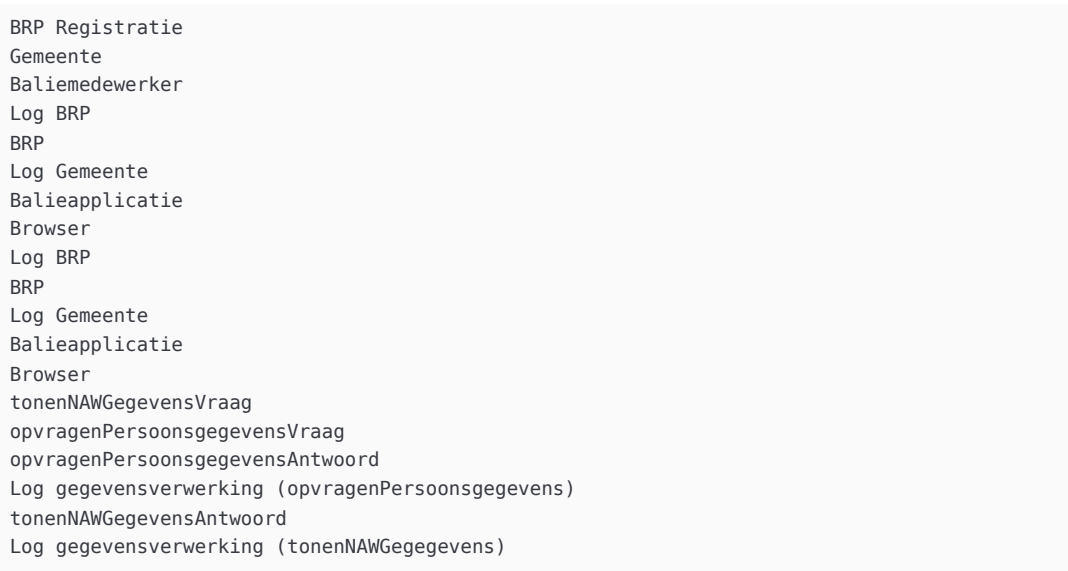 BRP Registratie
Gemeente
Baliemedewerker
Log BRP
BRP
Log Gemeente
Balieapplicatie
Browser
Log BRP
BRP
Log Gemeente
Balieapplicatie
Browser
tonenNAWGegevensVraag
opvragenPersoonsgegevensVraag
opvragenPersoonsgegevensAntwoord
Log gegevensverwerking (opvragenPersoonsgegevens)
tonenNAWGegevensAntwoord
Log gegevensverwerking (tonenNAWGegegevens)